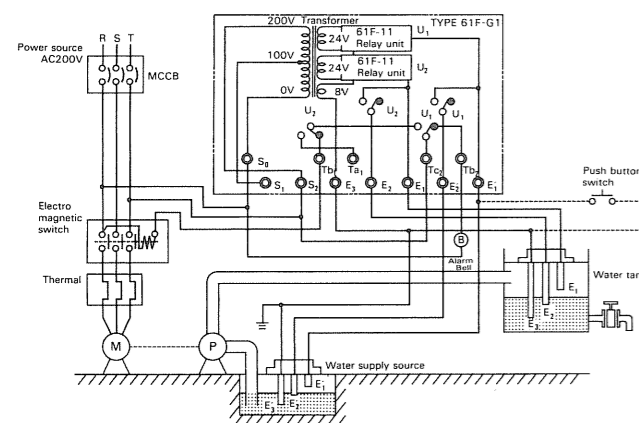 200V Transformer
TYPE 61F-G1
R S T
61F-11
Relay unit
U1
24V
Power source
AC200V
100V
61F-11
Relay unit
24V
U2
MCCB
0V
8V
U2
U2
U1
U1
S0
Tb1
Ta1
Tc2
Tb2
S1
S2
E3
E2
E1
E2
E1
Push button
switch
Electro
magnetic
switch
B
Alarm
Bell
Thermal
Water tan
E1
E2
E3
M
P
Water supply source
E1
E2
E3